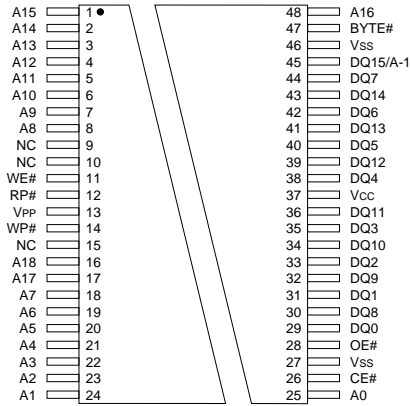 A15 1 48 A16
A14 2 47 BYTE#
A13 3 46 Vss
A12 4 45 DQ15/A-1
A11 5 44 DQ7
A10 6 43 DQ14
A9 7 42 DQ6
A8 8 41 DQ13
NC 9 40 DQ5
NC 10 39 DQ12
WE# 11 38 DQ4
RP# 12 37 Vcc
VPP 13 36 DQ11
WP# 14 35 DQ3
NC 15 34 DQ10
A18 16 33 DQ2
A17 17 32 DQ9
A7 18 31 DQ1
A6 19 30 DQ8
A5 20 29 DQ0
A4 21 28 OE#
A3 22 27 Vss
A2 23 26 CE#
A1 24 25 A0